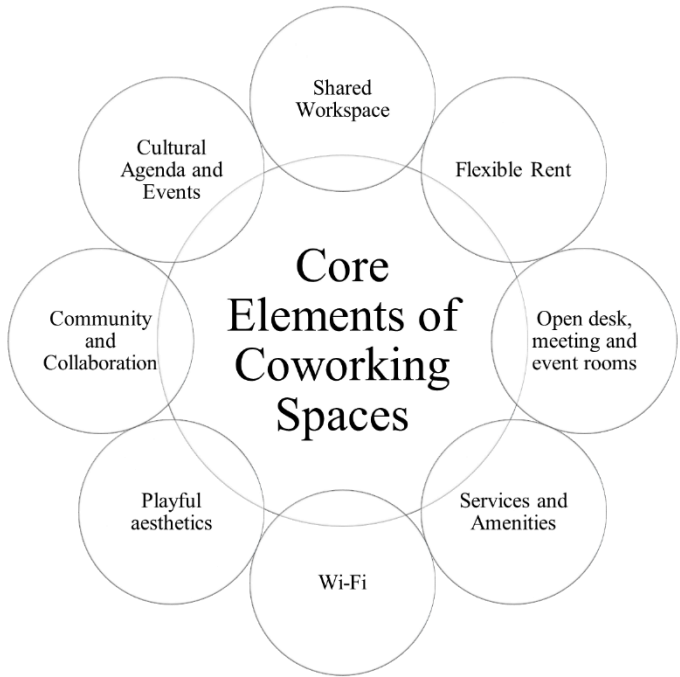 Shared
Workspace
Flexible Rent
Open desk,
meeting and
event rooms
Services and
Amenities
Wi-Fi
Playful
aesthetics
Community
and
Collaboration
Cultural
Agenda and
Events
Core
Elements of
Coworking
Spaces